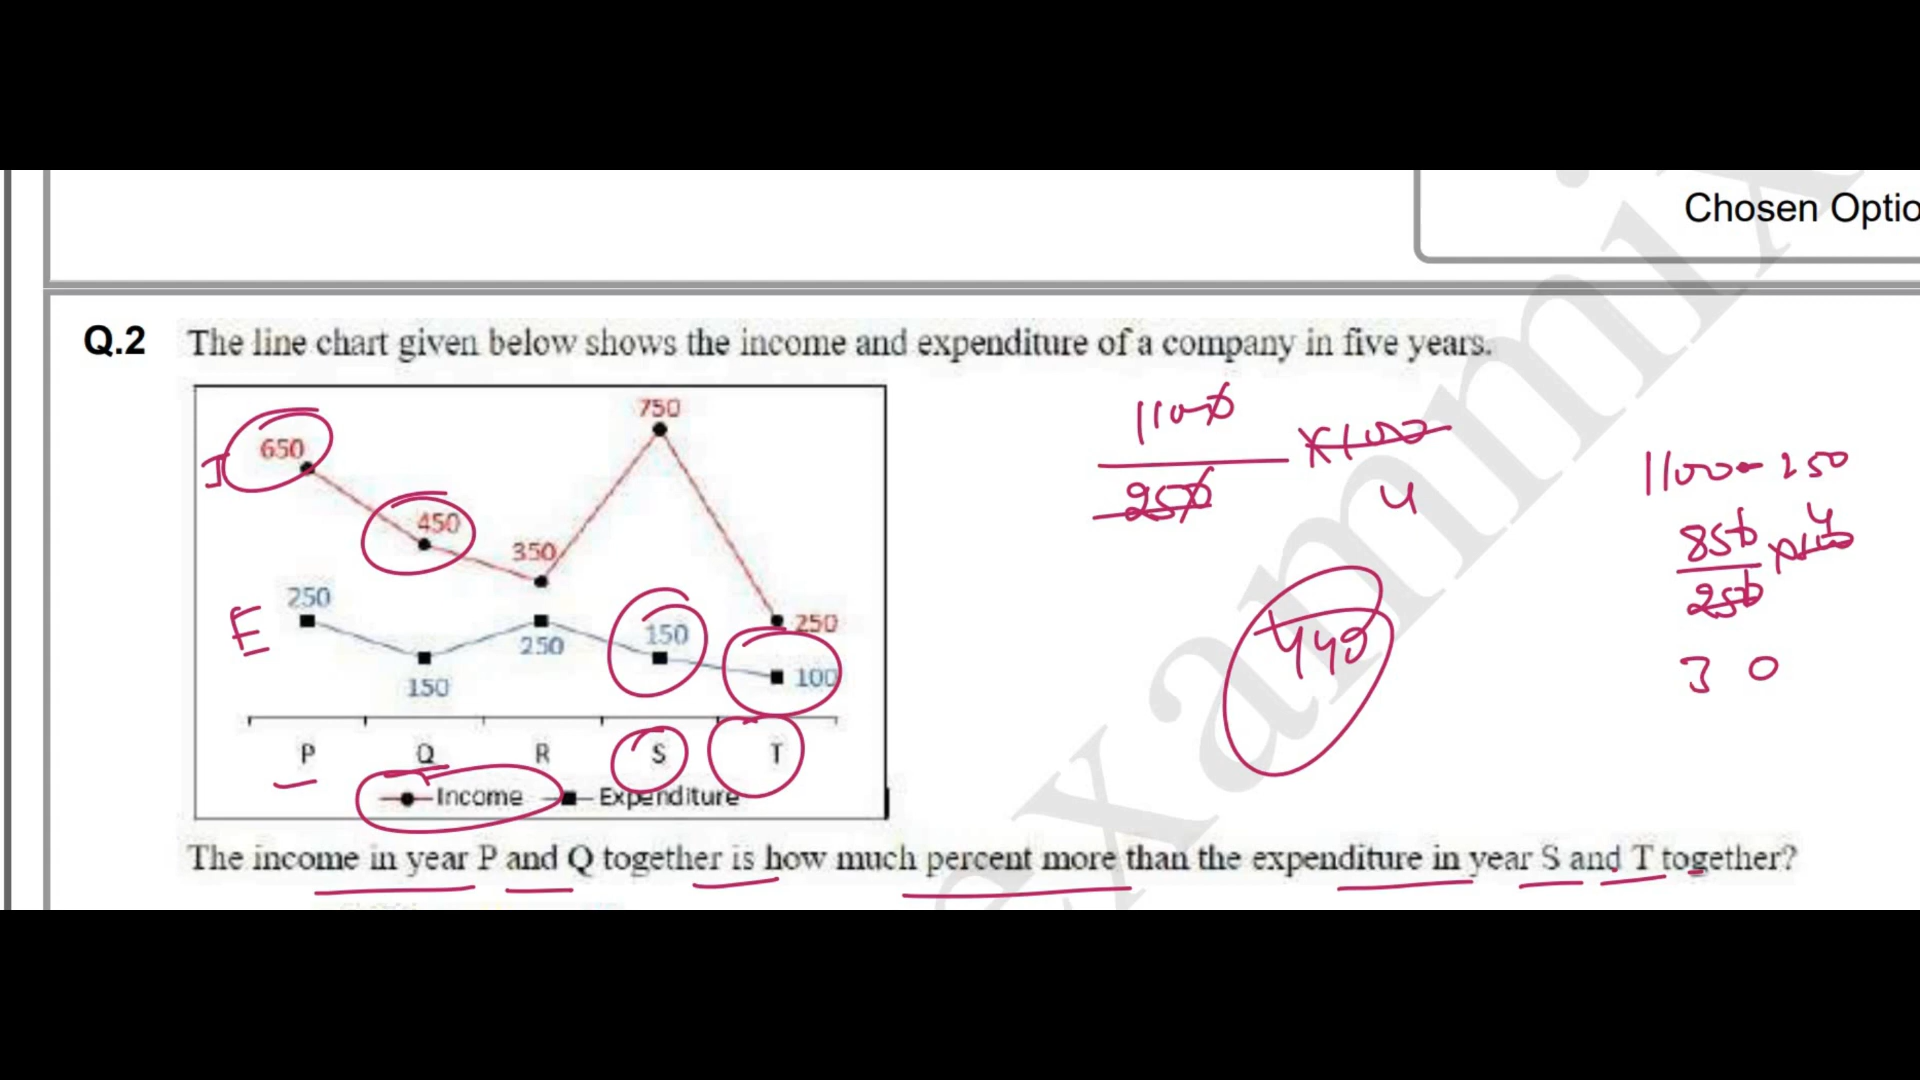 Chosen Optio
Q.2 The line chart given below shows the income and expenditure of a company in five years.
750
650
I
450
350
250
E
250
150
250
100
150
P Q R S T
Income Expenditure
The income in year P and Q together is how much percent more than the expenditure in year S and T together?
1100
250
×100
4
440
1100-250
850
250
×100
4
3 0
exammix